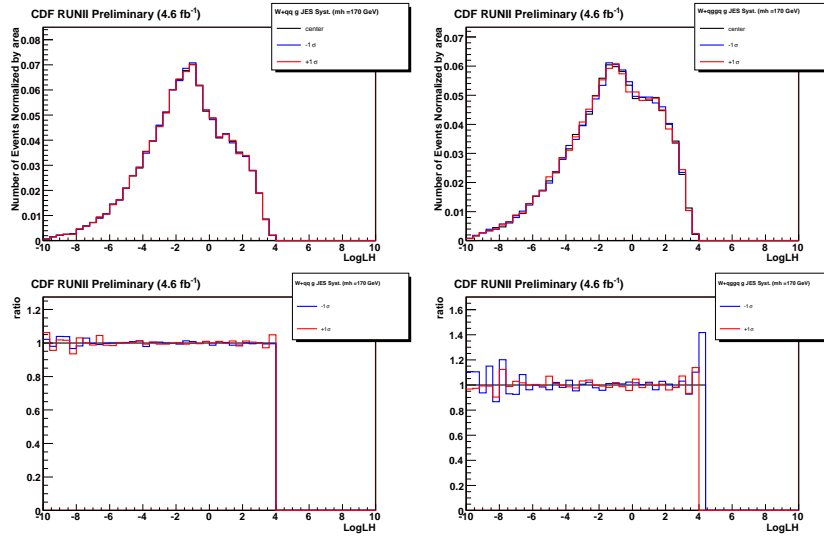 CDF RUNII Preliminary (4.6 fb-1)
W+qq g JES Syst. (mh =170 GeV)
center
-1 σ
+1 σ
Number of Events Normalized by area
0.08
0.07
0.06
0.05
0.04
0.03
0.02
0.01
0
-10 -8 -6 -4 -2 0 2 4 6 8 10
LogLH
CDF RUNII Preliminary (4.6 fb-1)
W+qggq g JES Syst. (mh =170 GeV)
center
-1 σ
+1 σ
Number of Events Normalized by area
0.07
0.06
0.05
0.04
0.03
0.02
0.01
0
-10 -8 -6 -4 -2 0 2 4 6 8 10
LogLH
CDF RUNII Preliminary (4.6 fb-1)
W+qq g JES Syst. (mh =170 GeV)
-1 σ
+1 σ
ratio
1.2
1
0.8
0.6
0.4
0.2
0
-10 -8 -6 -4 -2 0 2 4 6 8 10
LogLH
CDF RUNII Preliminary (4.6 fb-1)
W+qggq g JES Syst. (mh =170 GeV)
-1 σ
+1 σ
ratio
1.6
1.4
1.2
1.0
0.8
0.6
0.4
0.2
0
-10 -8 -6 -4 -2 0 2 4 6 8 10
LogLH